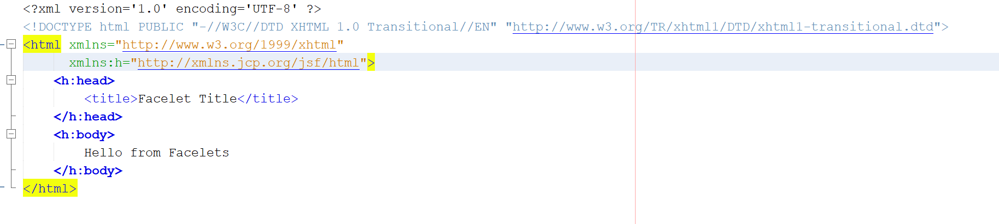 <?xml version='1.0' encoding='UTF-8' ?>
<!DOCTYPE html PUBLIC "-//W3C//DTD XHTML 1.0 Transitional//EN" "http://www.w3.org/TR/xhtml1/DTD/xhtml1-transitional.dtd">
<html xmlns="http://www.w3.org/1999/xhtml"
      xmlns:h="http://xmlns.jcp.org/jsf/html">
    <h:head>
        <title>Facelet Title</title>
    </h:head>
    <h:body>
        Hello from Facelets
    </h:body>
</html>